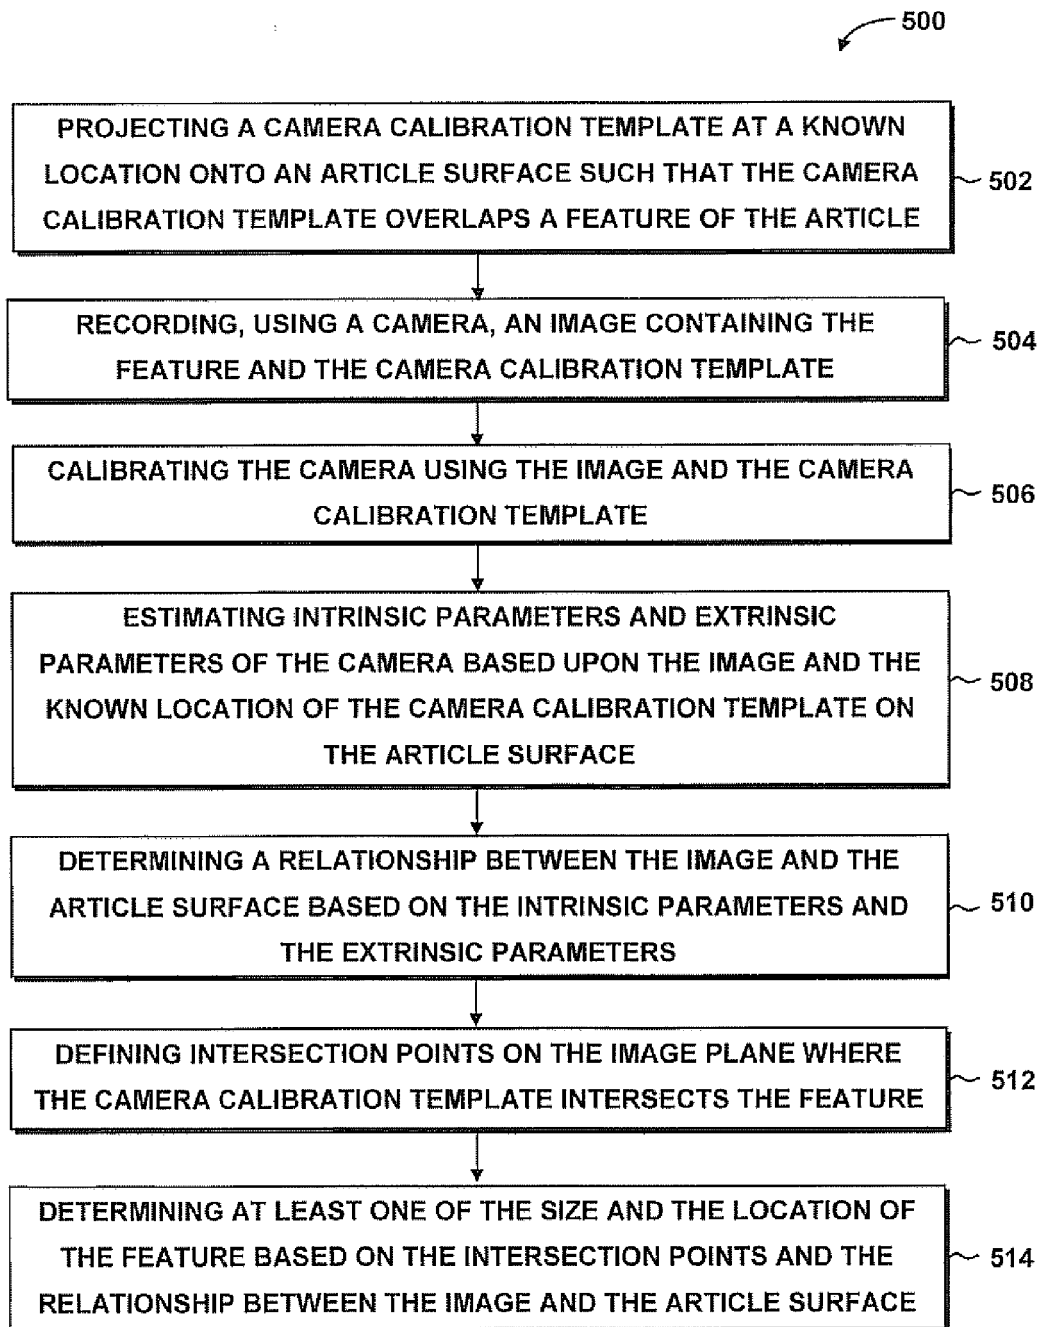 500
PROJECTING A CAMERA CALIBRATION TEMPLATE AT A KNOWN
LOCATION ONTO AN ARTICLE SURFACE SUCH THAT THE CAMERA
CALIBRATION TEMPLATE OVERLAPS A FEATURE OF THE ARTICLE
502
RECORDING, USING A CAMERA, AN IMAGE CONTAINING THE
FEATURE AND THE CAMERA CALIBRATION TEMPLATE
504
CALIBRATING THE CAMERA USING THE IMAGE AND THE CAMERA
CALIBRATION TEMPLATE
506
ESTIMATING INTRINSIC PARAMETERS AND EXTRINSIC
PARAMETERS OF THE CAMERA BASED UPON THE IMAGE AND THE
KNOWN LOCATION OF THE CAMERA CALIBRATION TEMPLATE ON
THE ARTICLE SURFACE
508
DETERMINING A RELATIONSHIP BETWEEN THE IMAGE AND THE
ARTICLE SURFACE BASED ON THE INTRINSIC PARAMETERS AND
THE EXTRINSIC PARAMETERS
510
DEFINING INTERSECTION POINTS ON THE IMAGE PLANE WHERE
THE CAMERA CALIBRATION TEMPLATE INTERSECTS THE FEATURE
512
DETERMINING AT LEAST ONE OF THE SIZE AND THE LOCATION OF
THE FEATURE BASED ON THE INTERSECTION POINTS AND THE
RELATIONSHIP BETWEEN THE IMAGE AND THE ARTICLE SURFACE
514